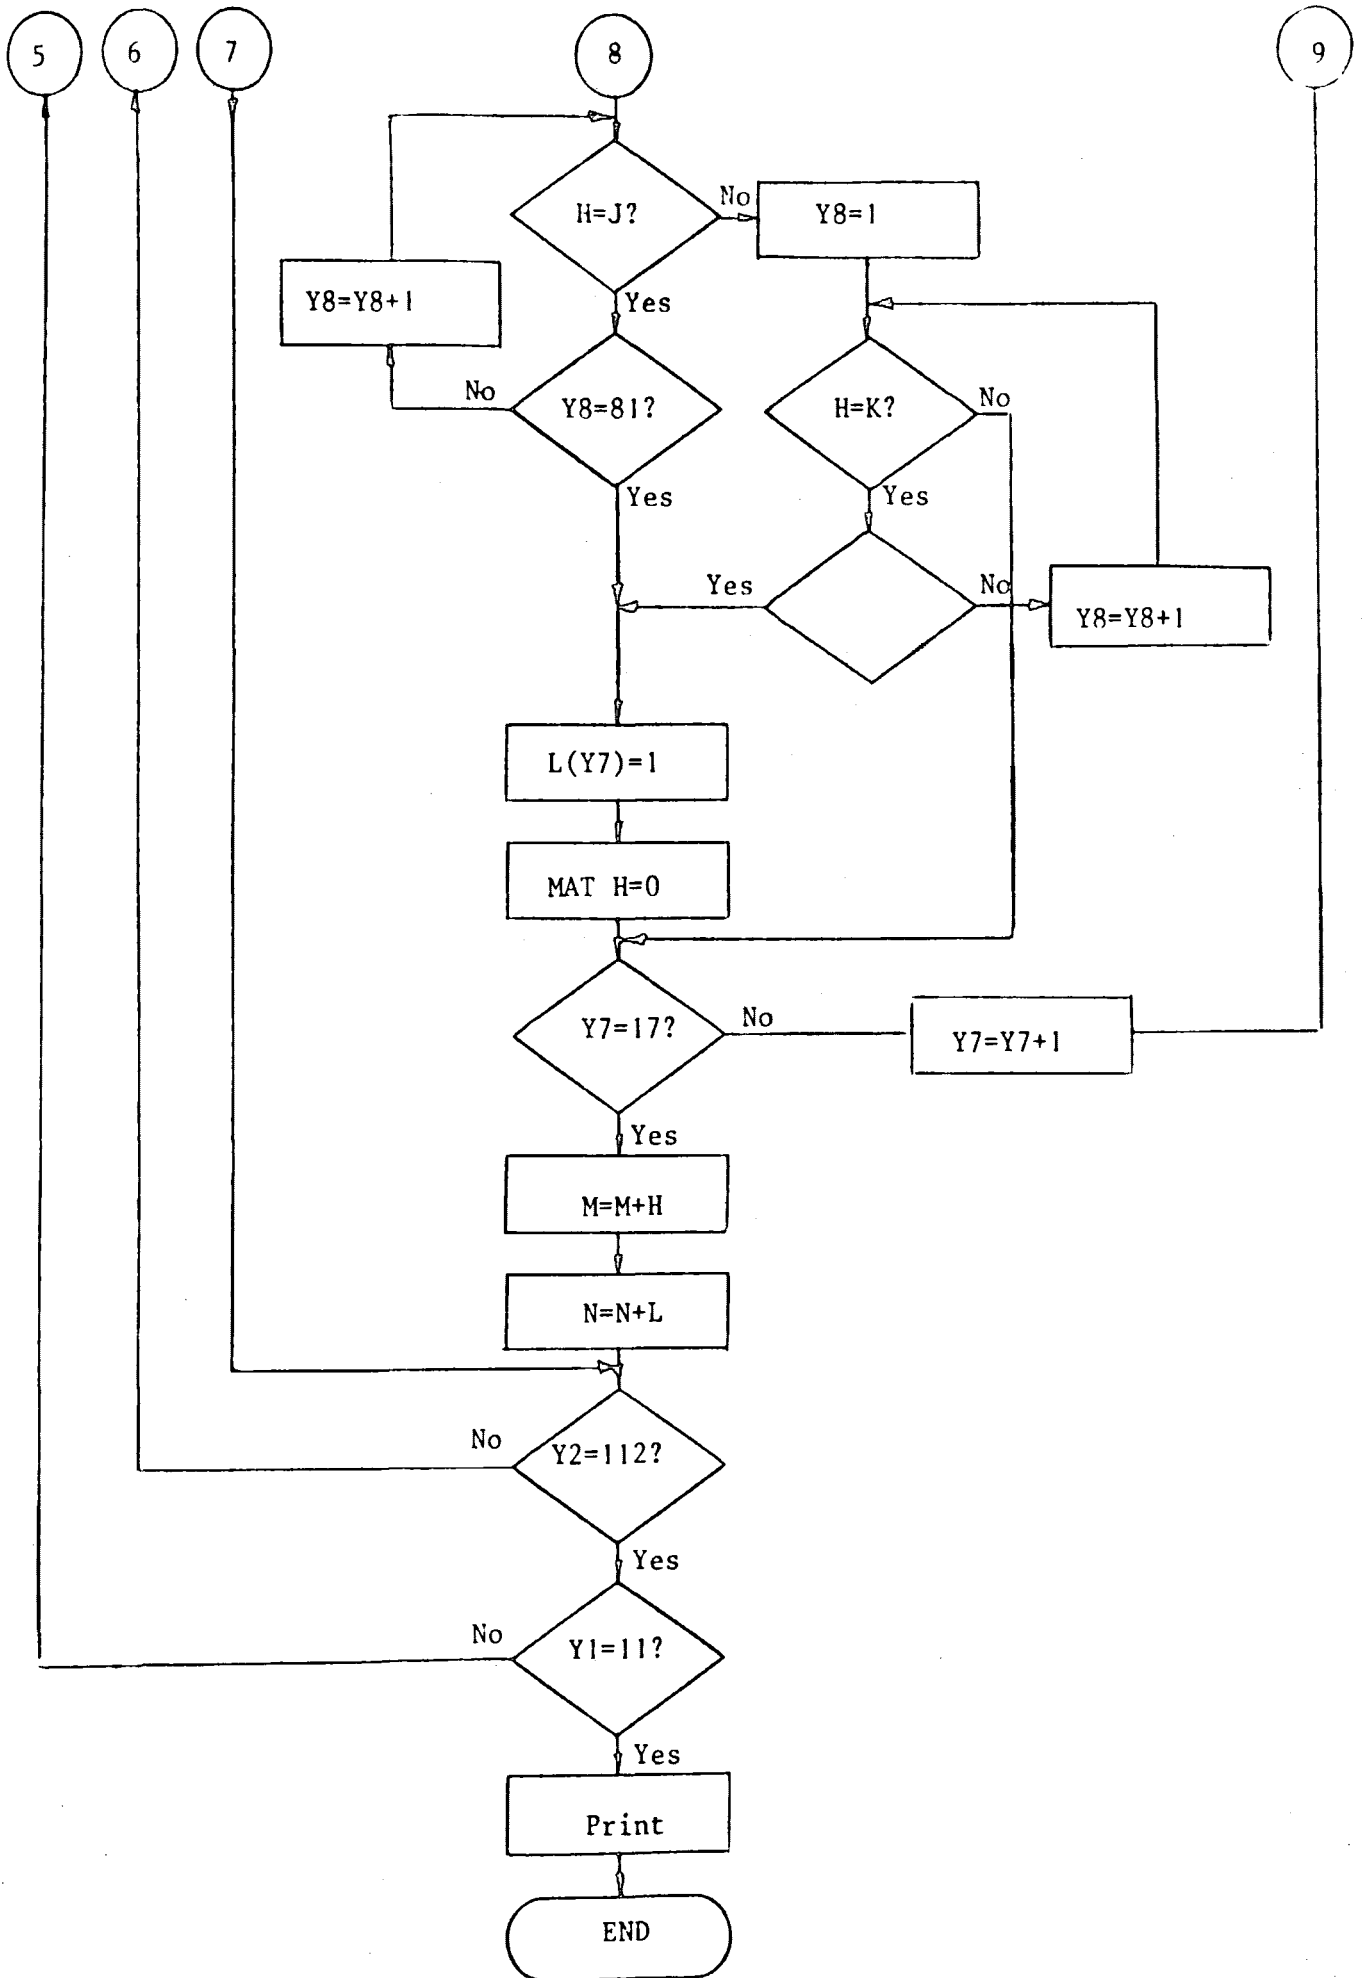 5
6
7
8
9
H=J?
No
Y8=1
Y8=Y8+1
Yes
No
Y8=81?
H=K?
No
Yes
Yes
Yes
No
Y8=Y8+1
L(Y7)=1
MAT H=0
Y7=17?
No
Y7=Y7+1
Yes
M=M+H
N=N+L
No
Y2=112?
Yes
No
Y1=11?
Yes
Print
END